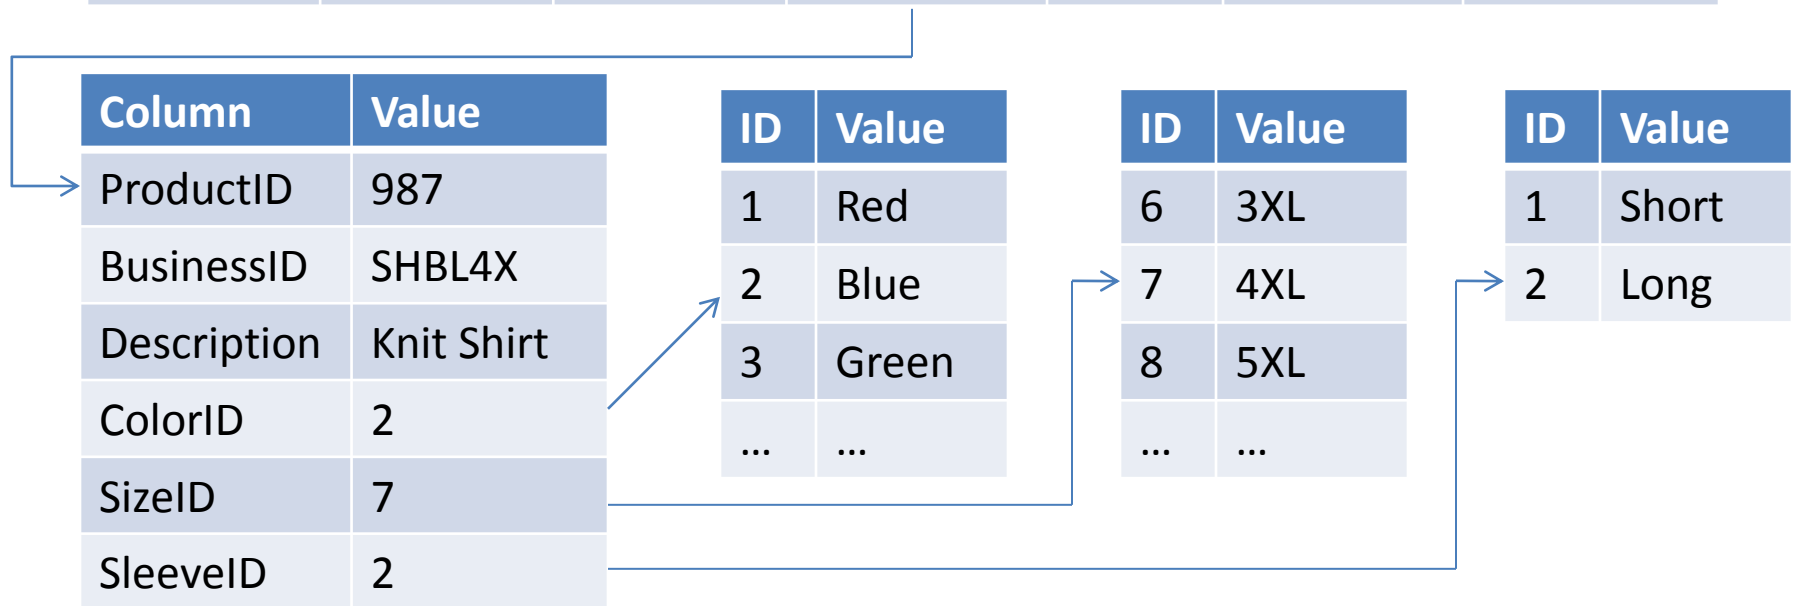 Column Value
ProductID 987
BusinessID SHBL4X
Description Knit Shirt
ColorID 2
SizeID 7
SleeveID 2
ID Value
1 Red
2 Blue
3 Green
... ...
ID Value
6 3XL
7 4XL
8 5XL
... ...
ID Value
1 Short
2 Long